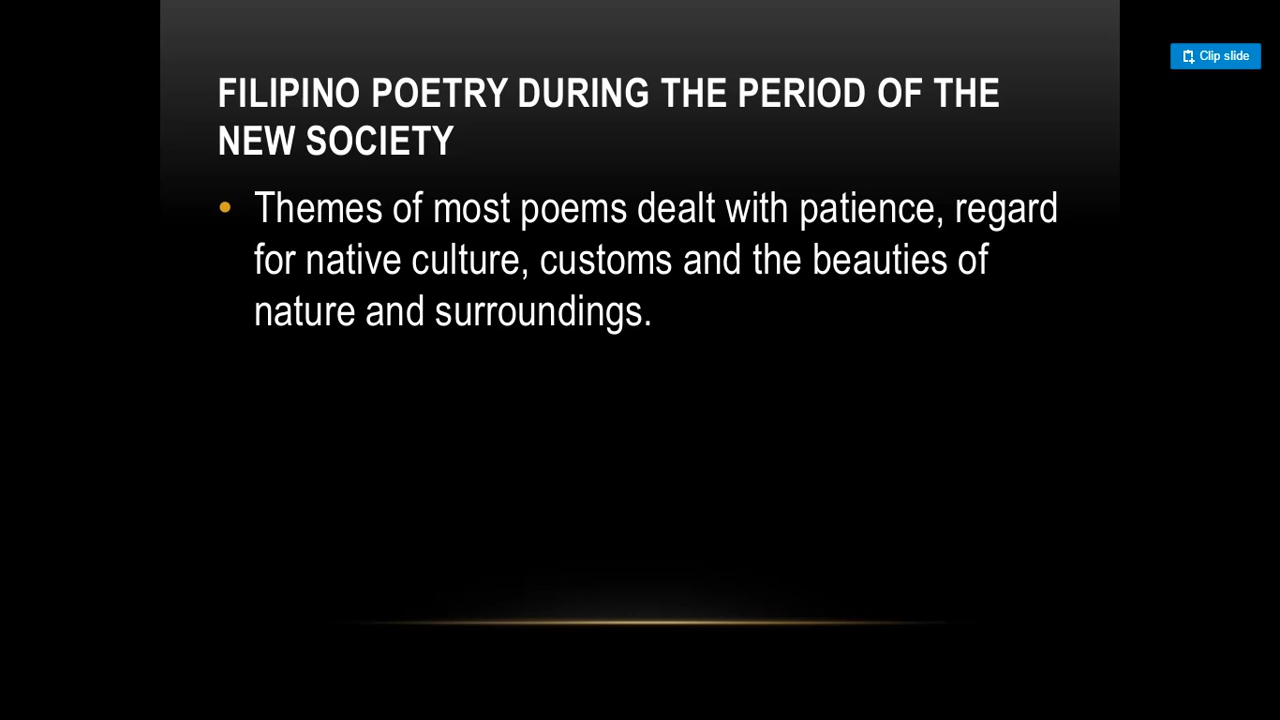 Clip slide
FILIPINO POETRY DURING THE PERIOD OF THE
NEW SOCIETY
• Themes of most poems dealt with patience, regard
for native culture, customs and the beauties of
nature and surroundings.